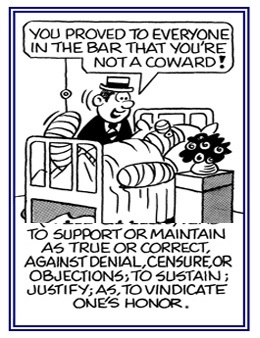 YOU PROVED TO EVERYONE
IN THE BAR THAT YOU'RE
NOT A COWARD!
TO SUPPORT OR MAINTAIN
AS TRUE OR CORRECT,
AGAINST DENIAL, CENSURE, OR
OBJECTIONS; TO SUSTAIN;
JUSTIFY; AS, TO VINDICATE
ONE'S HONOR.